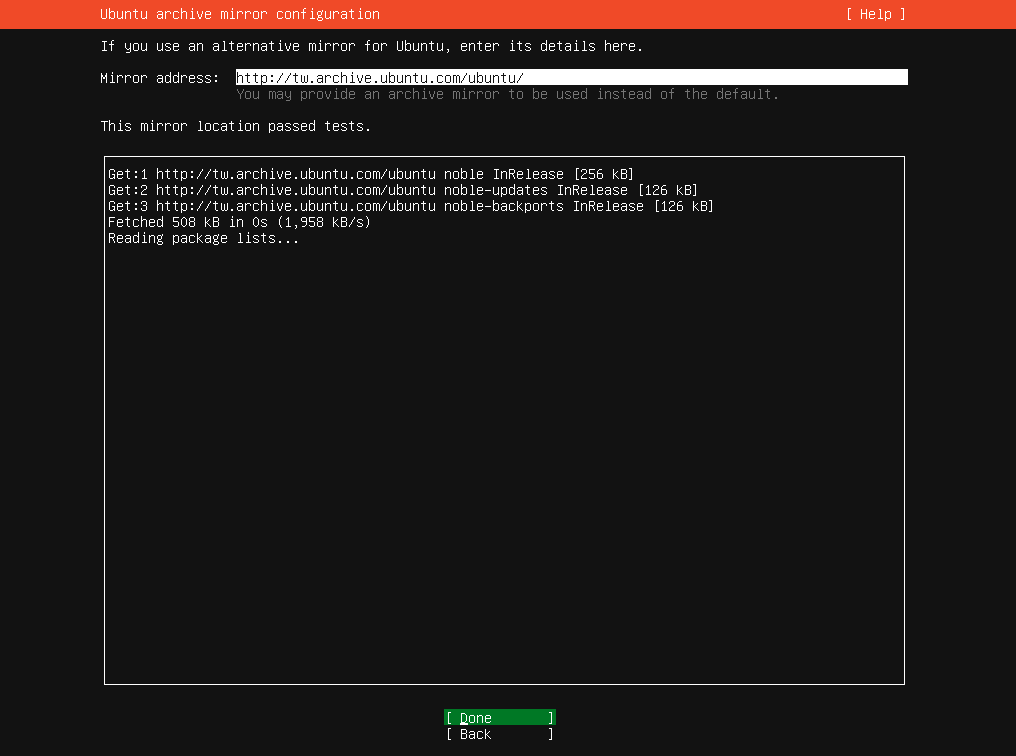 Ubuntu archive mirror configuration [ Help ]
If you use an alternative mirror for Ubuntu, enter its details here.
Mirror address: http://tw.archive.ubuntu.com/ubuntu/
You may provide an archive mirror to be used instead of the default.
This mirror location passed tests.
Get:1 http://tw.archive.ubuntu.com/ubuntu noble InRelease [256 kB]
Get:2 http://tw.archive.ubuntu.com/ubuntu noble-updates InRelease [126 kB]
Get:3 http://tw.archive.ubuntu.com/ubuntu noble-backports InRelease [126 kB]
Fetched 508 kB in 0s (1,958 kB/s)
Reading package lists...
[ Done ]
[ Back ]